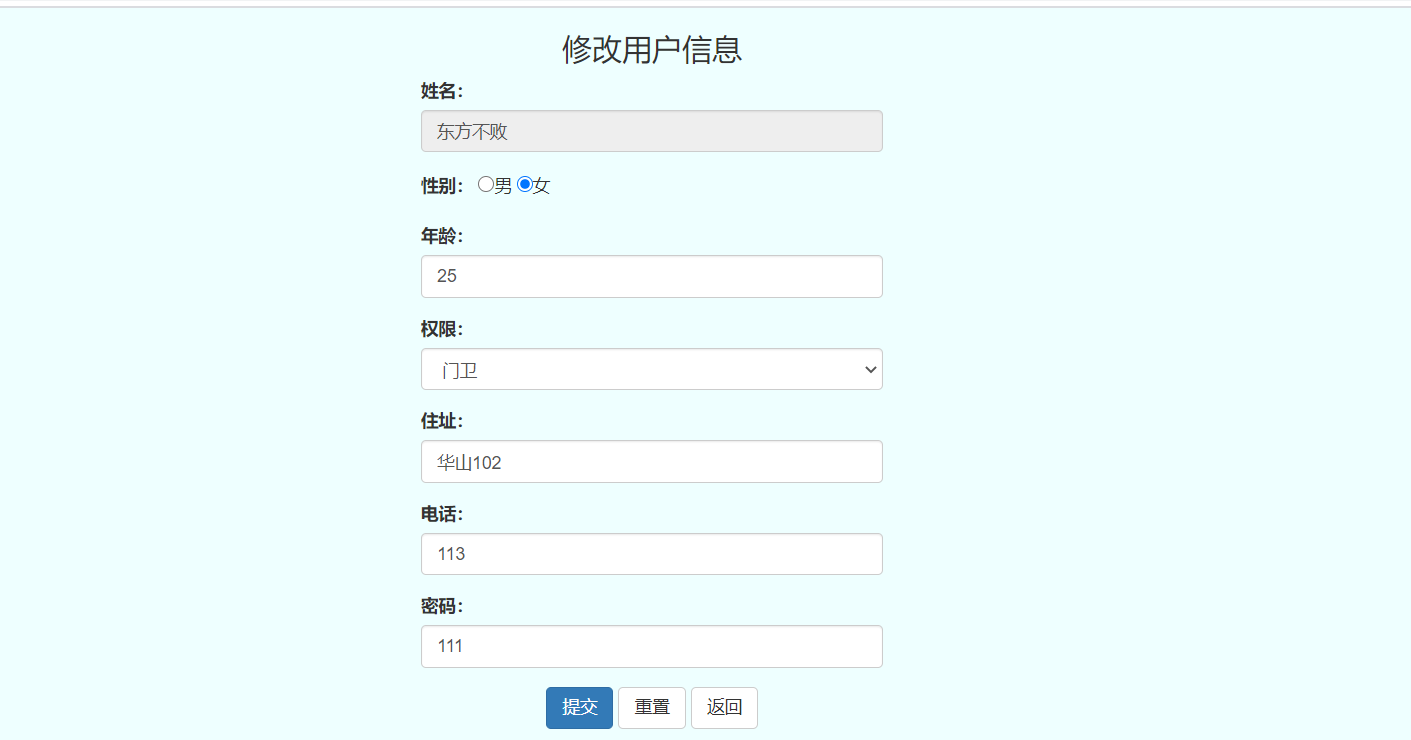 修改用户信息
姓名：
东方不败
性别： 男 女
年龄：
25
权限：
门卫
住址：
华山102
电话：
113
密码：
111
提交 重置 返回